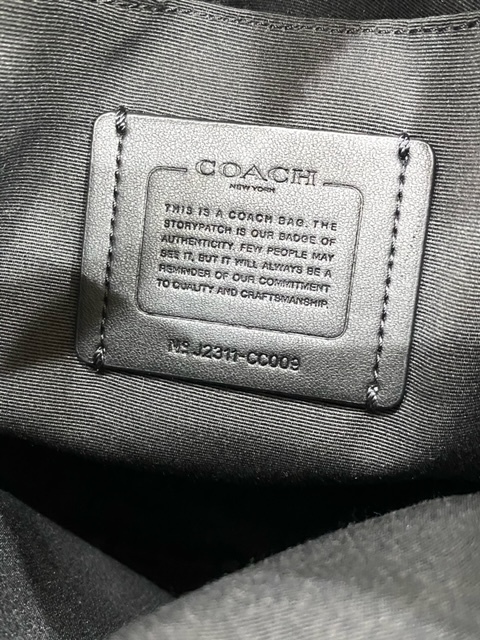 COACH
NEW YORK
THIS IS A COACH BAG. THE
STORYPATCH IS OUR BADGE OF
AUTHENTICITY. FEW PEOPLE MAY
SEE IT, BUT IT WILL ALWAYS BE A
REMINDER OF OUR COMMITMENT
TO QUALITY AND CRAFTSMANSHIP.
Nº. J2311-CC009